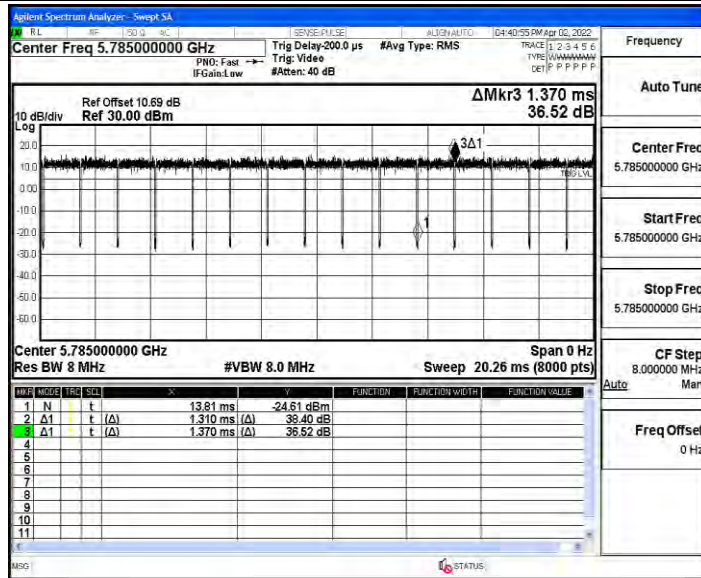 Agilent Spectrum Analyzer - Swept SA
RL RF 50 Ω AC SENSE:PULSE ALIGN AUTO 04:40:55 PM Apr 02, 2022
Center Freq 5.785000000 GHz
PNO: Fast
IFGain:Low
Trig Delay-200.0 µs
Trig: Video
#Atten: 40 dB
#Avg Type: RMS
TRACE 1 2 3 4 5 6
TYPE WWWWWW
DET P P P P P P
ΔMkr3 1.370 ms
36.52 dB
Ref Offset 10.69 dB
10 dB/div Ref 30.00 dBm
Log
20.0
10.0
0.00
-10.0
-20.0
-30.0
-40.0
-50.0
-60.0
3Δ1
TRIG LVL
1
Center 5.785000000 GHz Span 0 Hz
Res BW 8 MHz #VBW 8.0 MHz Sweep 20.26 ms (8000 pts)
MKR MODE TRC SCL X Y FUNCTION FUNCTION WIDTH FUNCTION VALUE
1 N t 13.81 ms -24.61 dBm
2 Δ1 t (Δ) 1.310 ms (Δ) 38.40 dB
3 Δ1 t (Δ) 1.370 ms (Δ) 36.52 dB
4
5
6
7
8
9
10
11
MSG STATUS
Frequency
Auto Tune
Center Freq
5.785000000 GHz
Start Freq
5.785000000 GHz
Stop Freq
5.785000000 GHz
CF Step
8.000000 MHz
Auto Man
Freq Offset
0 Hz